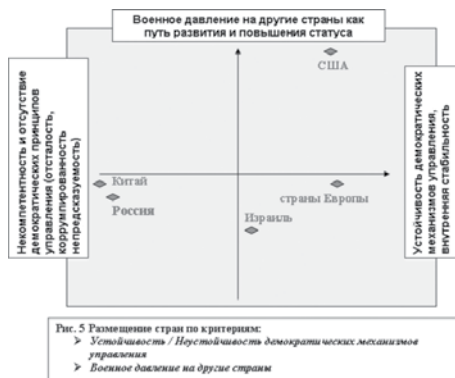 Военное давление на другие страны как
путь развития и повышения статуса
США
Некомпетентность и отсутствие
демократических принципов
управления (отсталость,
коррумпированность
непредсказуемость)
Устойчивость демократических
механизмов управления,
внутренняя стабильность
Китай
Россия
страны Европы
Израиль
Рис. 5 Размещение стран по критериям:
➢ Устойчивость / Неустойчивость демократических механизмов
управления
➢ Военное давление на другие страны